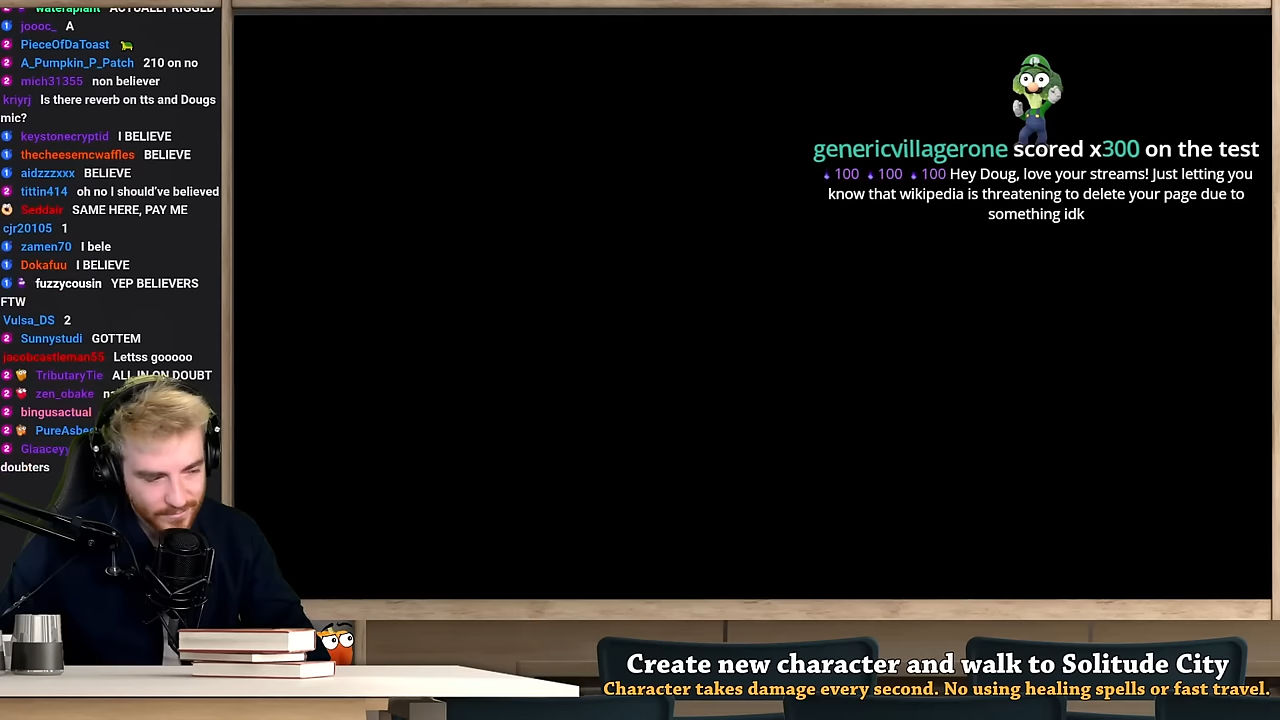 wateraplant ACTUALLY RIGGED
joooc_ A
PieceOfDaToast
A_Pumpkin_P_Patch 210 on no
mich31355 non believer
kriyrj Is there reverb on tts and Dougs
mic?
keystonecryptid I BELIEVE
thecheesemcwaffles BELIEVE
aidzzzxxx BELIEVE
tittin414 oh no I should've believed
Seddair SAME HERE, PAY ME
cjr20105 1
zamen70 I bele
Dokafuu I BELIEVE
fuzzycousin YEP BELIEVERS
FTW
Vulsa_DS 2
Sunnystudi GOTTEM
jacobcastleman55 Lettss gooooo
TributaryTie ALL IN ON DOUBT
zen_obake
bingusactual
PureAsbes
Glaaceyy
doubters
genericvillagerone scored x300 on the test
100 100 100 Hey Doug, love your streams! Just letting you
know that wikipedia is threatening to delete your page due to
something idk
Create new character and walk to Solitude City
Character takes damage every second. No using healing spells or fast travel.